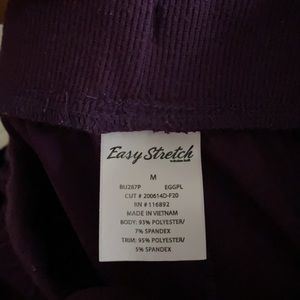 Easy Stretch
M
BU267P EGGPL
CUT # 200614D-F20
RN # 116892
MADE IN VIETNAM
BODY: 93% POLYESTER/
7% SPANDEX
TRIM: 95% POLYESTER/
5% SPANDEX